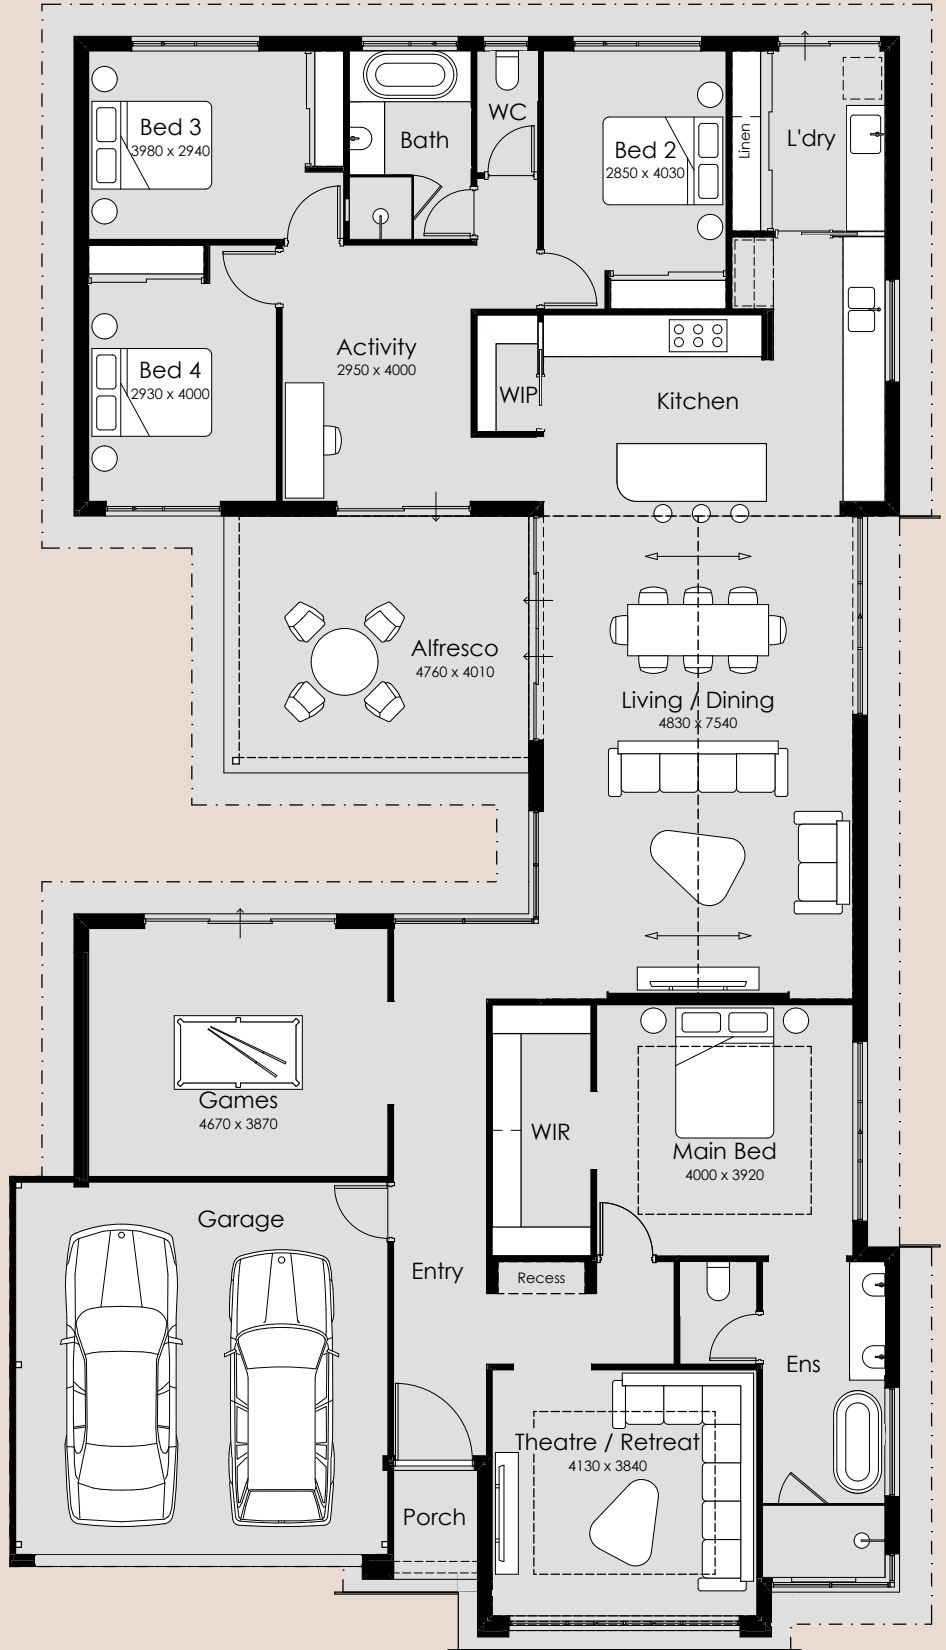 Bed 3
3980 x 2940
Bath
WC
Bed 2
2850 x 4030
Linen
L'dry
Bed 4
2930 x 4000
Activity
2950 x 4000
WIP
Kitchen
Alfresco
4760 x 4010
Living / Dining
4830 x 7540
Games
4670 x 3870
WIR
Main Bed
4000 x 3920
Garage
Entry
Recess
Ens
Theatre / Retreat
4130 x 3840
Porch